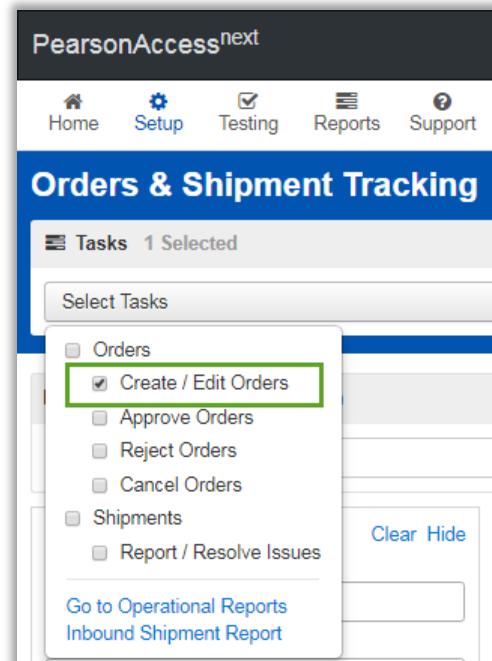 PearsonAccessnext
Home Setup Testing Reports Support
Orders & Shipment Tracking
Tasks 1 Selected
Select Tasks
Orders
Create / Edit Orders
Approve Orders
Reject Orders
Cancel Orders
Shipments
Clear Hide
Report / Resolve Issues
Go to Operational Reports
Inbound Shipment Report